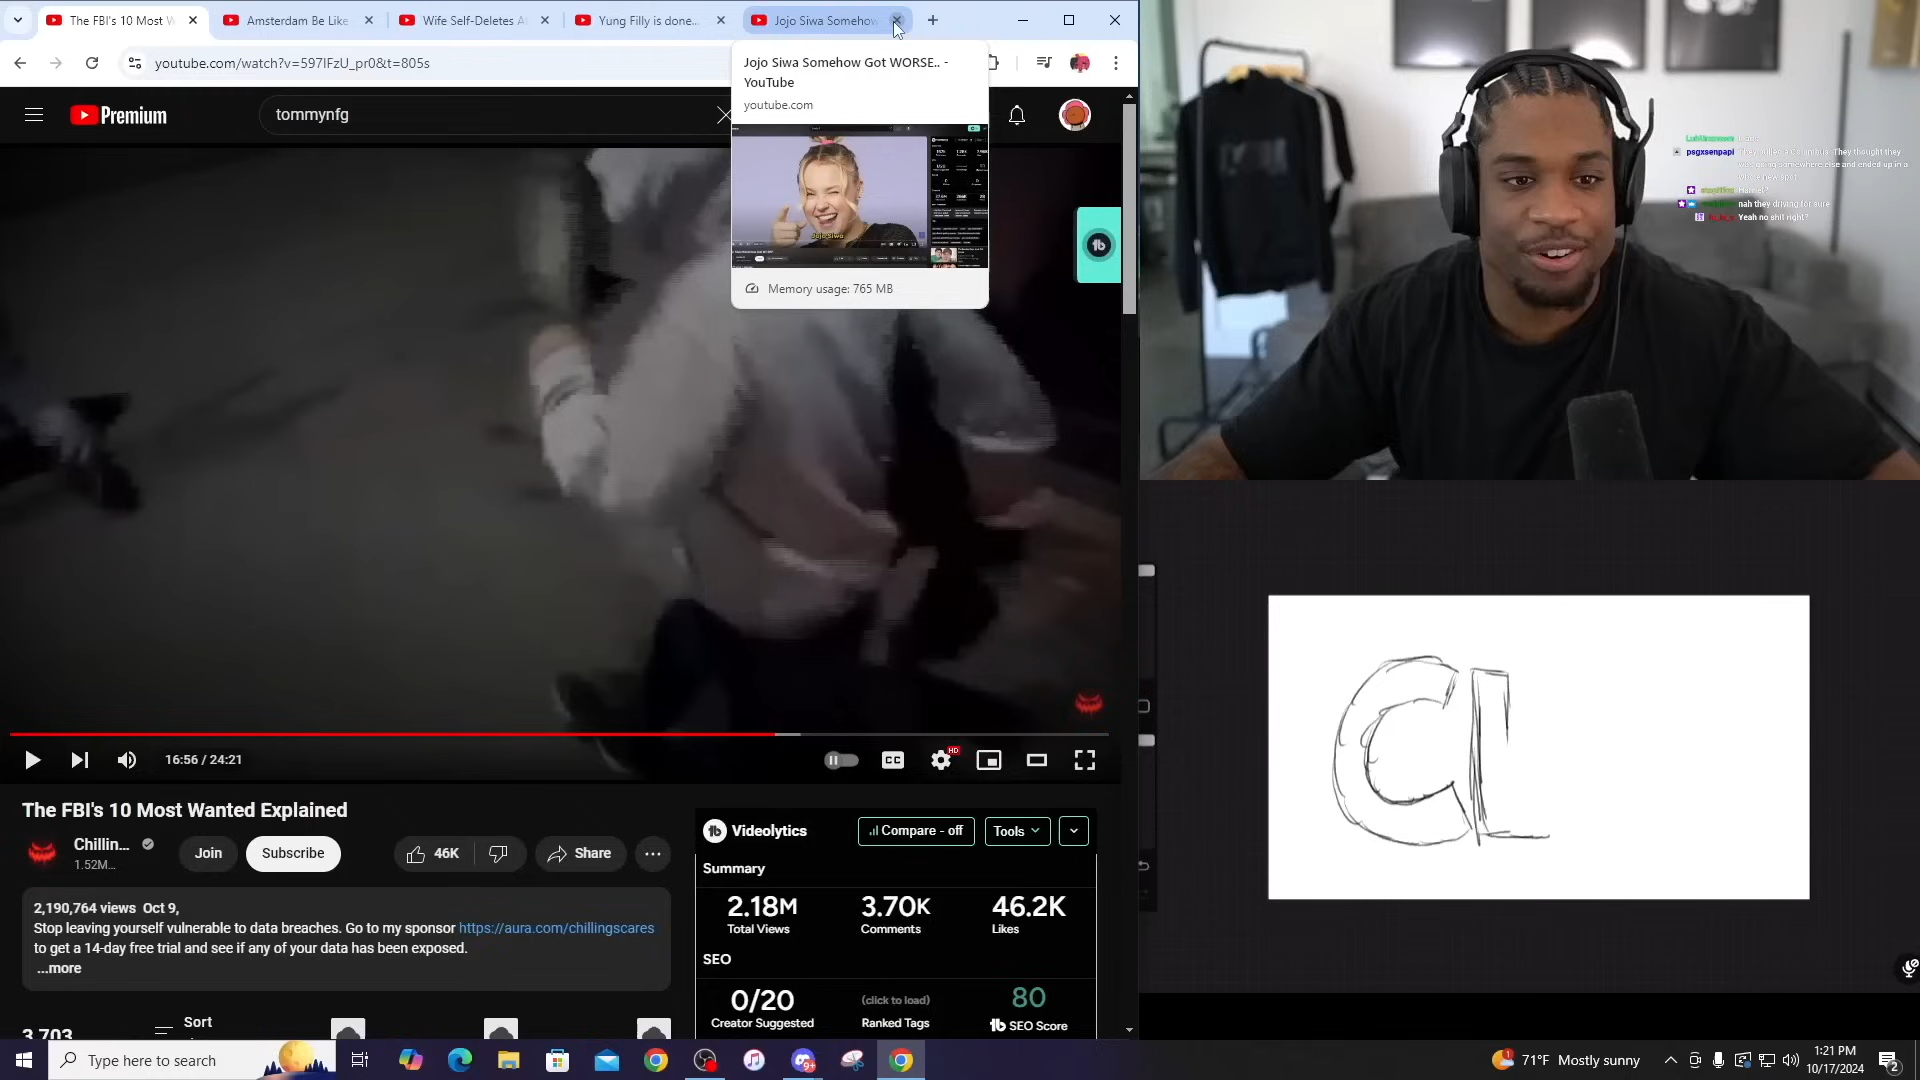 The FBI's 10 Most W
Amsterdam Be Like
Wife Self-Deletes A
Yung Filly is done...
Jojo Siwa Somehow
youtube.com/watch?v=597IFzU_pr0&t=805s
Jojo Siwa Somehow Got WORSE.. -
YouTube
youtube.com
Memory usage: 765 MB
Premium
tommynfg
psgxsenpapi
nah they driving for sure
Yeah no shit right?
16:56 / 24:21
CC
HD
The FBI's 10 Most Wanted Explained
Chillin...
1.52M...
Join
Subscribe
46K
Share
2,190,764 views Oct 9,
Stop leaving yourself vulnerable to data breaches. Go to my sponsor https://aura.com/chillingscares
to get a 14-day free trial and see if any of your data has been exposed.
...more
3,703
Sort
Videolytics
Compare - off
Tools
Summary
2.18M
Total Views
3.70K
Comments
46.2K
Likes
SEO
0/20
Creator Suggested
(click to load)
Ranked Tags
80
SEO Score
CL
Type here to search
71°F Mostly sunny
1:21 PM
10/17/2024
2